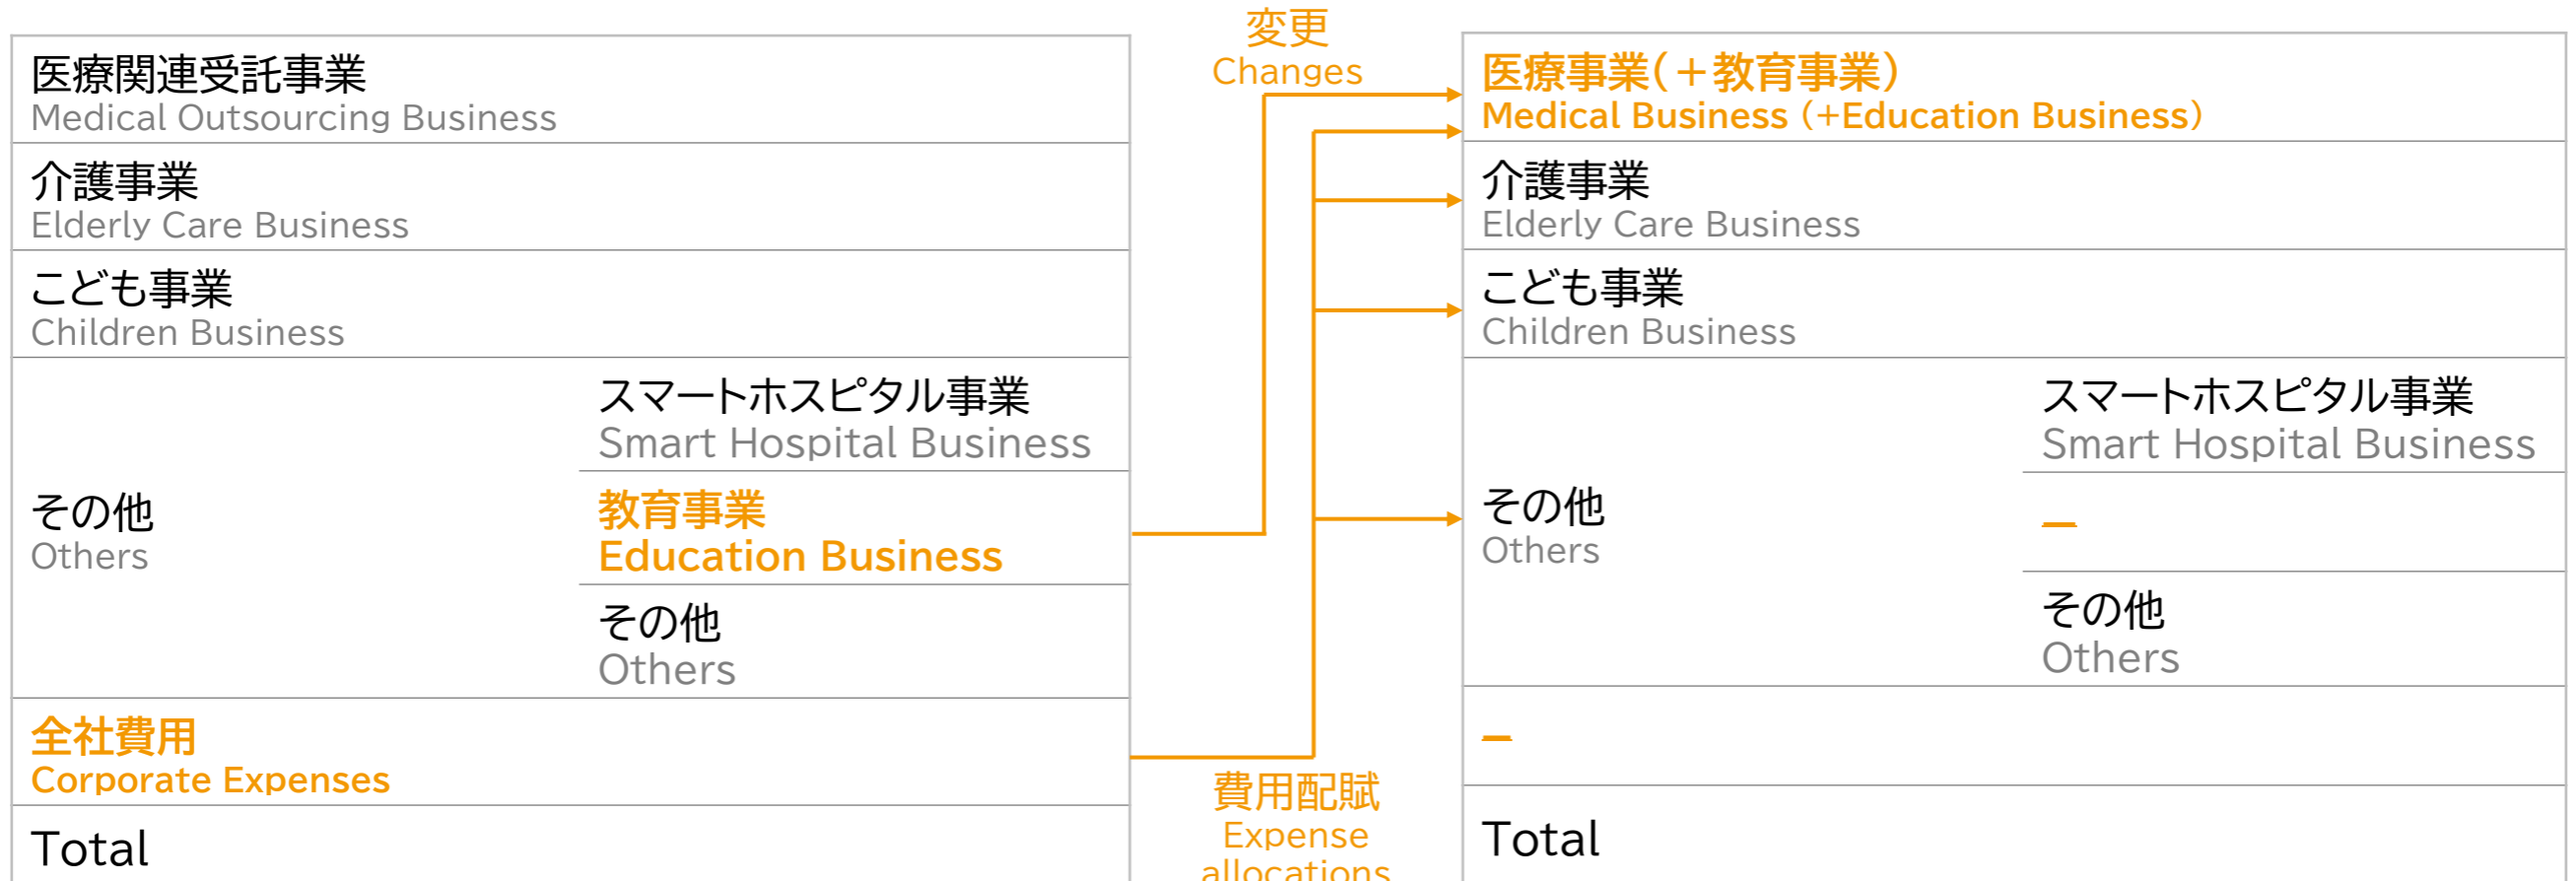 医療関連受託事業
Medical Outsourcing Business
介護事業
Elderly Care Business
こども事業
Children Business
その他
Others
スマートホスピタル事業
Smart Hospital Business
教育事業
Education Business
その他
Others
全社費用
Corporate Expenses
Total
変更
Changes
費用配賦
Expense
allocations
医療事業(+教育事業)
Medical Business (+Education Business)
介護事業
Elderly Care Business
こども事業
Children Business
その他
Others
スマートホスピタル事業
Smart Hospital Business
ー
その他
Others
ー
Total